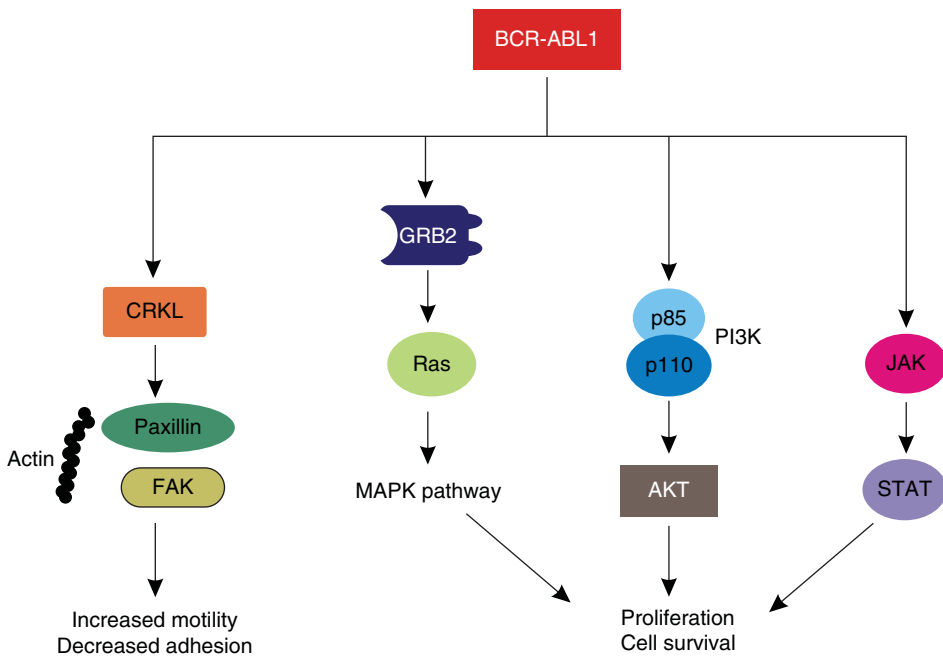 BCR-ABL1
GRB2
CRKL
p85
PI3K
p110
Ras
JAK
Paxillin
Actin
FAK
MAPK pathway
AKT
STAT
Increased motility
Decreased adhesion
Proliferation
Cell survival